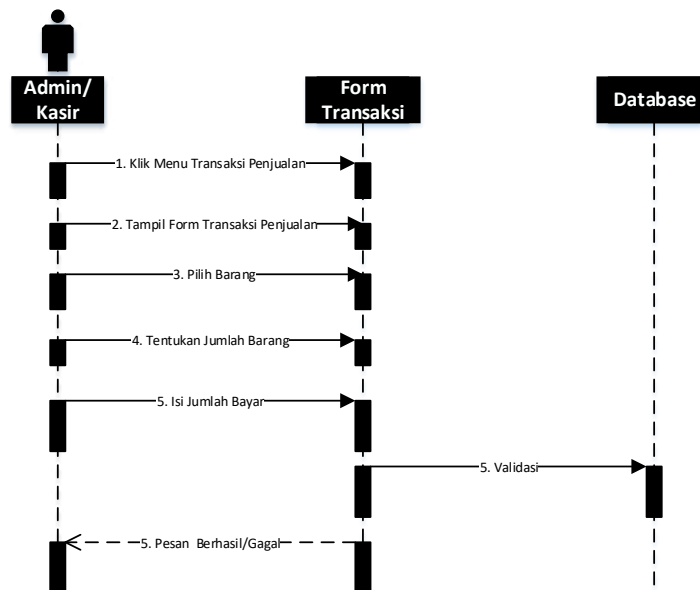 Admin/
Kasir
Form
Transaksi
Database
1. Klik Menu Transaksi Penjualan
2. Tampil Form Transaksi Penjualan
3. Pilih Barang
4. Tentukan Jumlah Barang
5. Isi Jumlah Bayar
5. Validasi
5. Pesan  Berhasil/Gagal